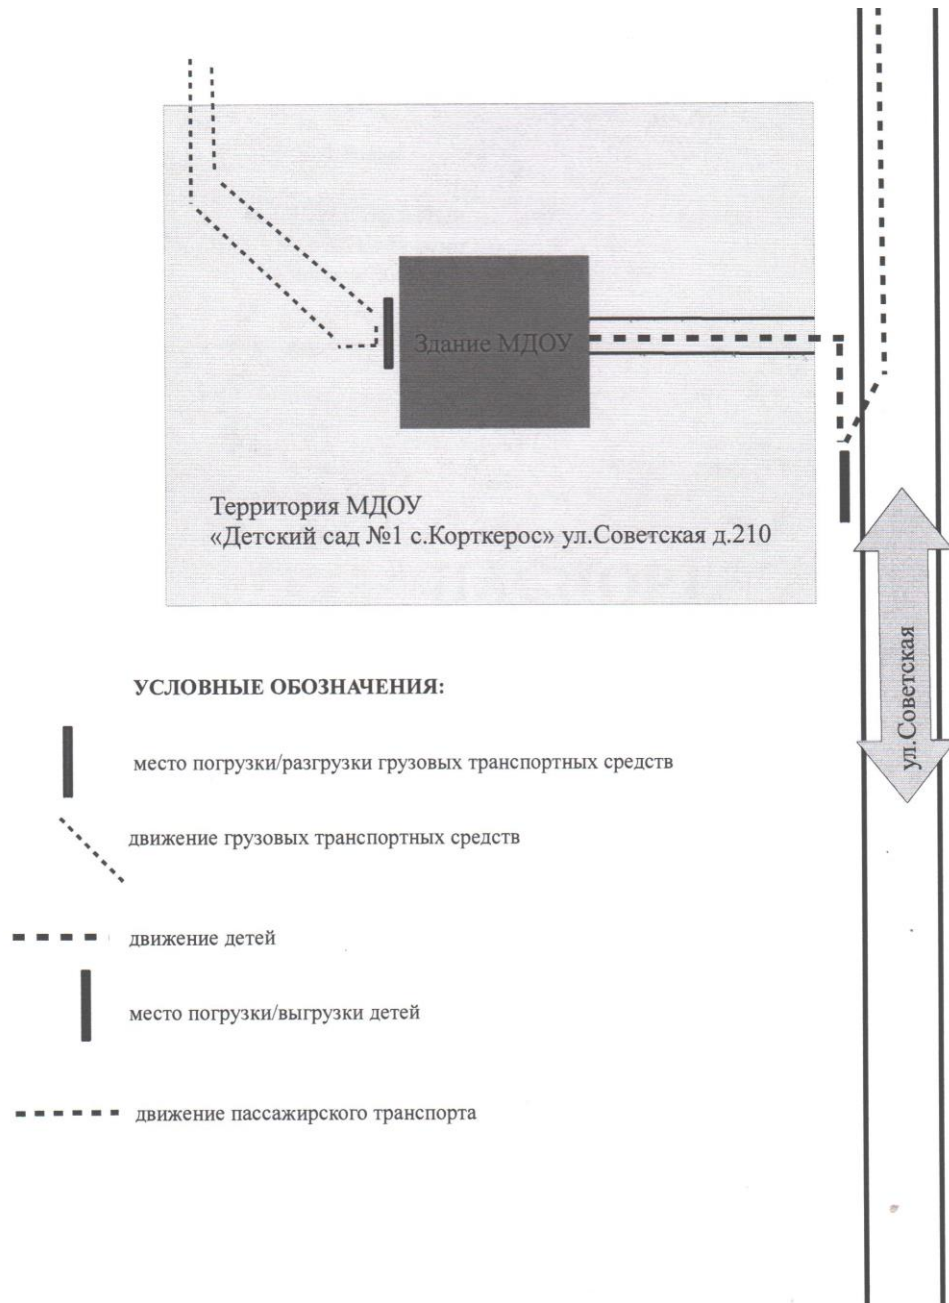 Здание МДОУ
Территория МДОУ
«Детский сад №1 с.Корткерос» ул.Советская д.210
ул.Советская
УСЛОВНЫЕ ОБОЗНАЧЕНИЯ:
место погрузки/разгрузки грузовых транспортных средств
движение грузовых транспортных средств
движение детей
место погрузки/выгрузки детей
движение пассажирского транспорта